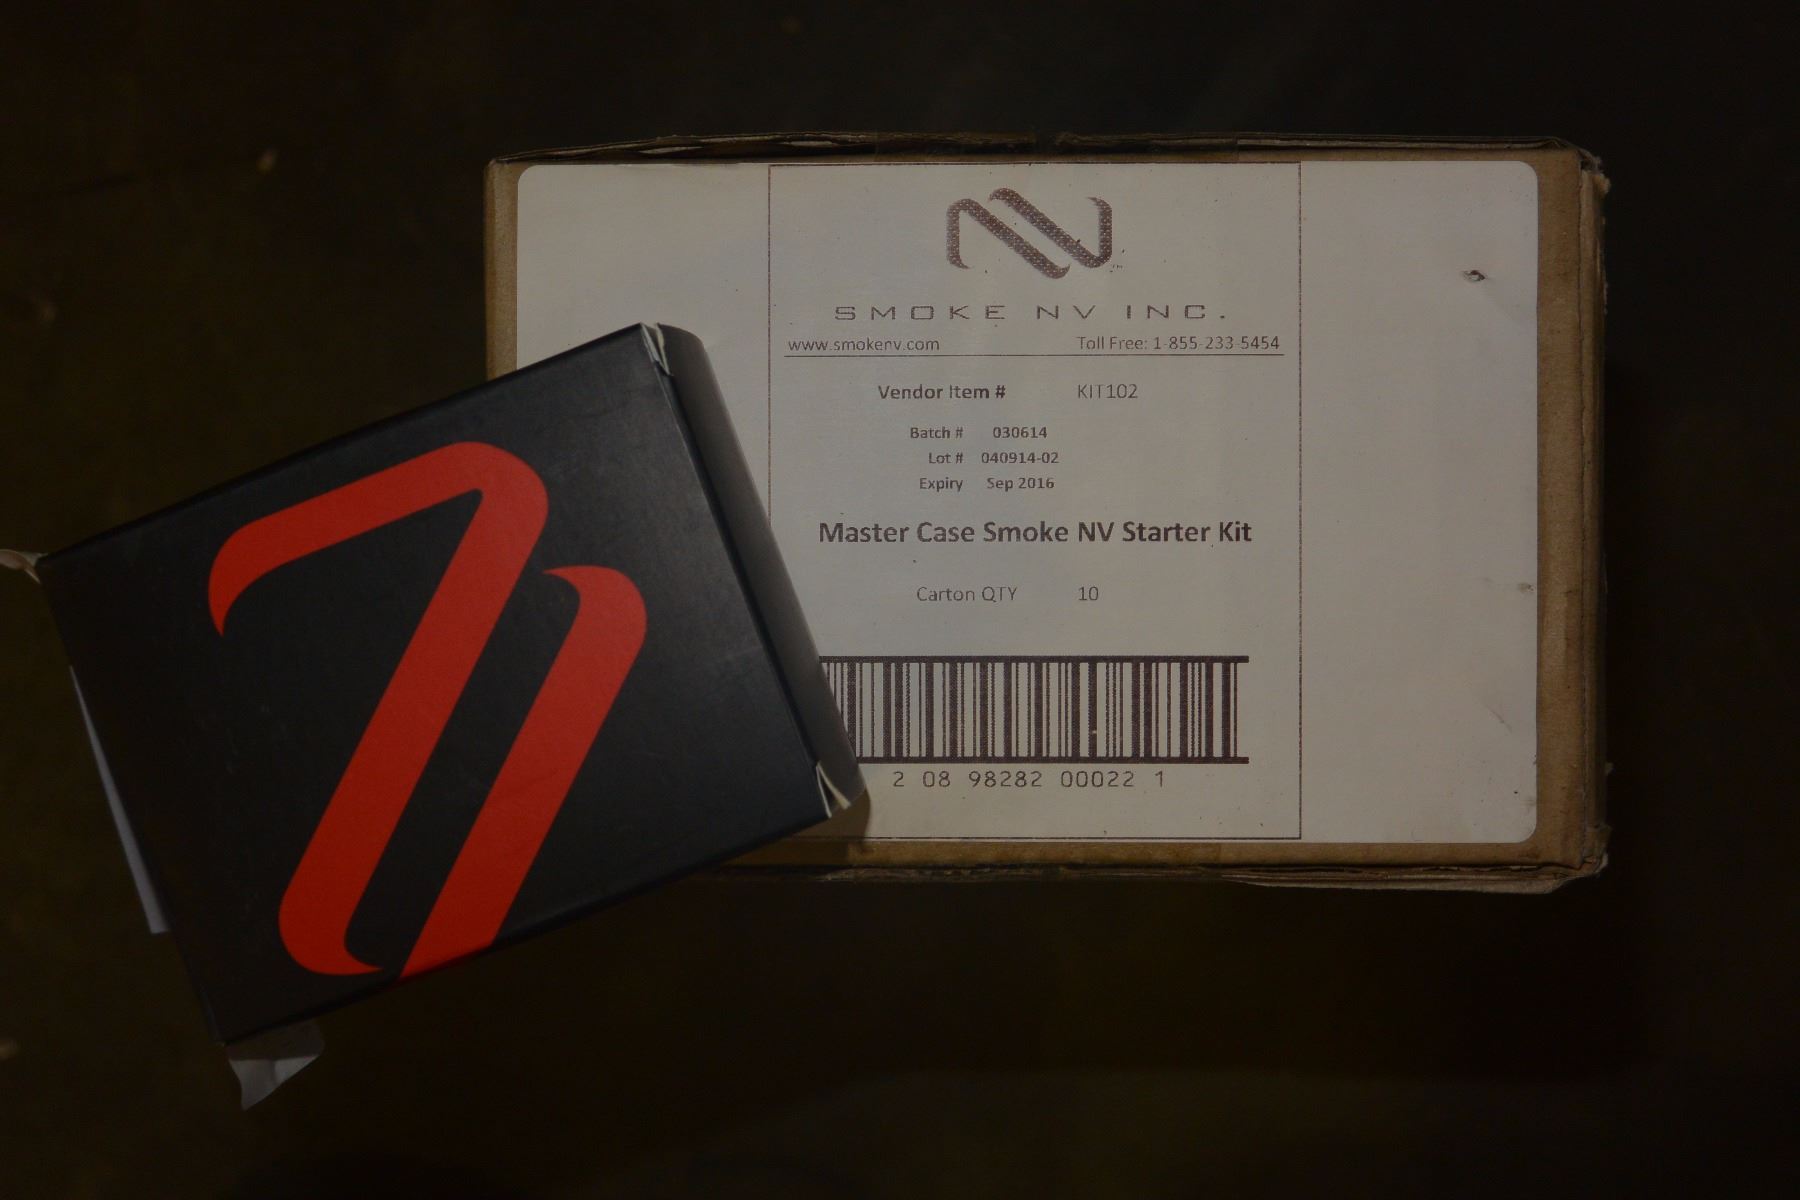 SMOKE NV INC.
www.smokenv.com Toll Free: 1-855-233-5454
Vendor Item # KIT102
Batch # 030614
Lot # 040914-02
Expiry Sep 2016
Master Case Smoke NV Starter Kit
Carton QTY 10
2 08 98282 00022 1